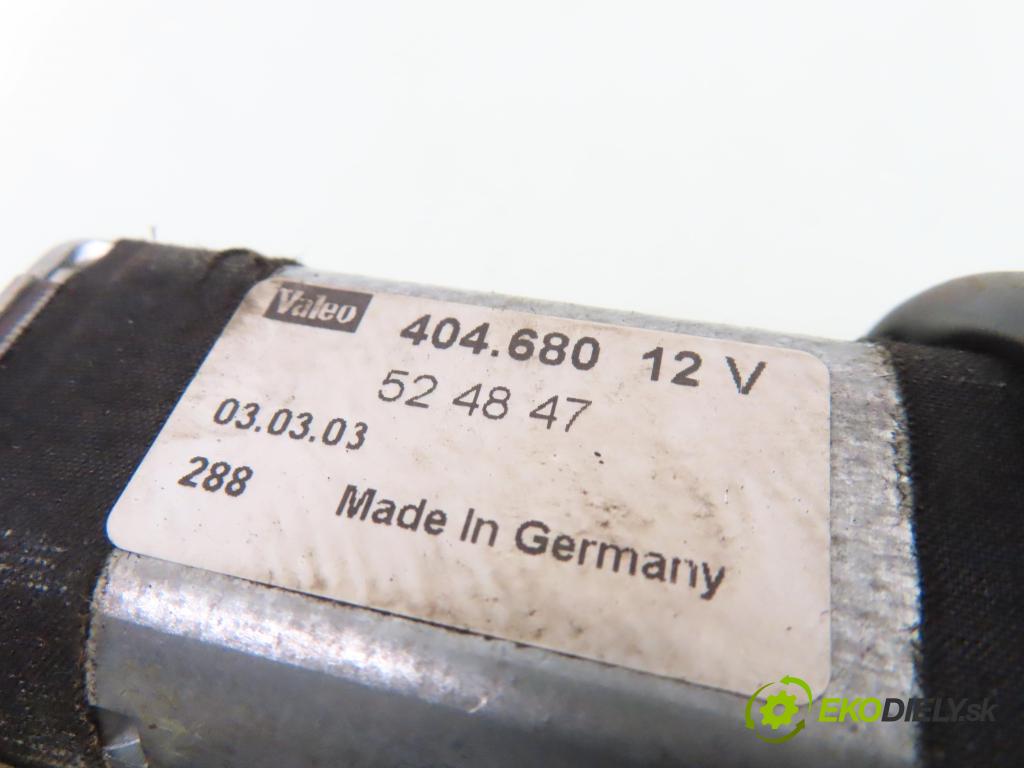 Valeo 404.680 12 V
52 48 47
03.03.03
288 Made In Germany
EKODIELY.sk